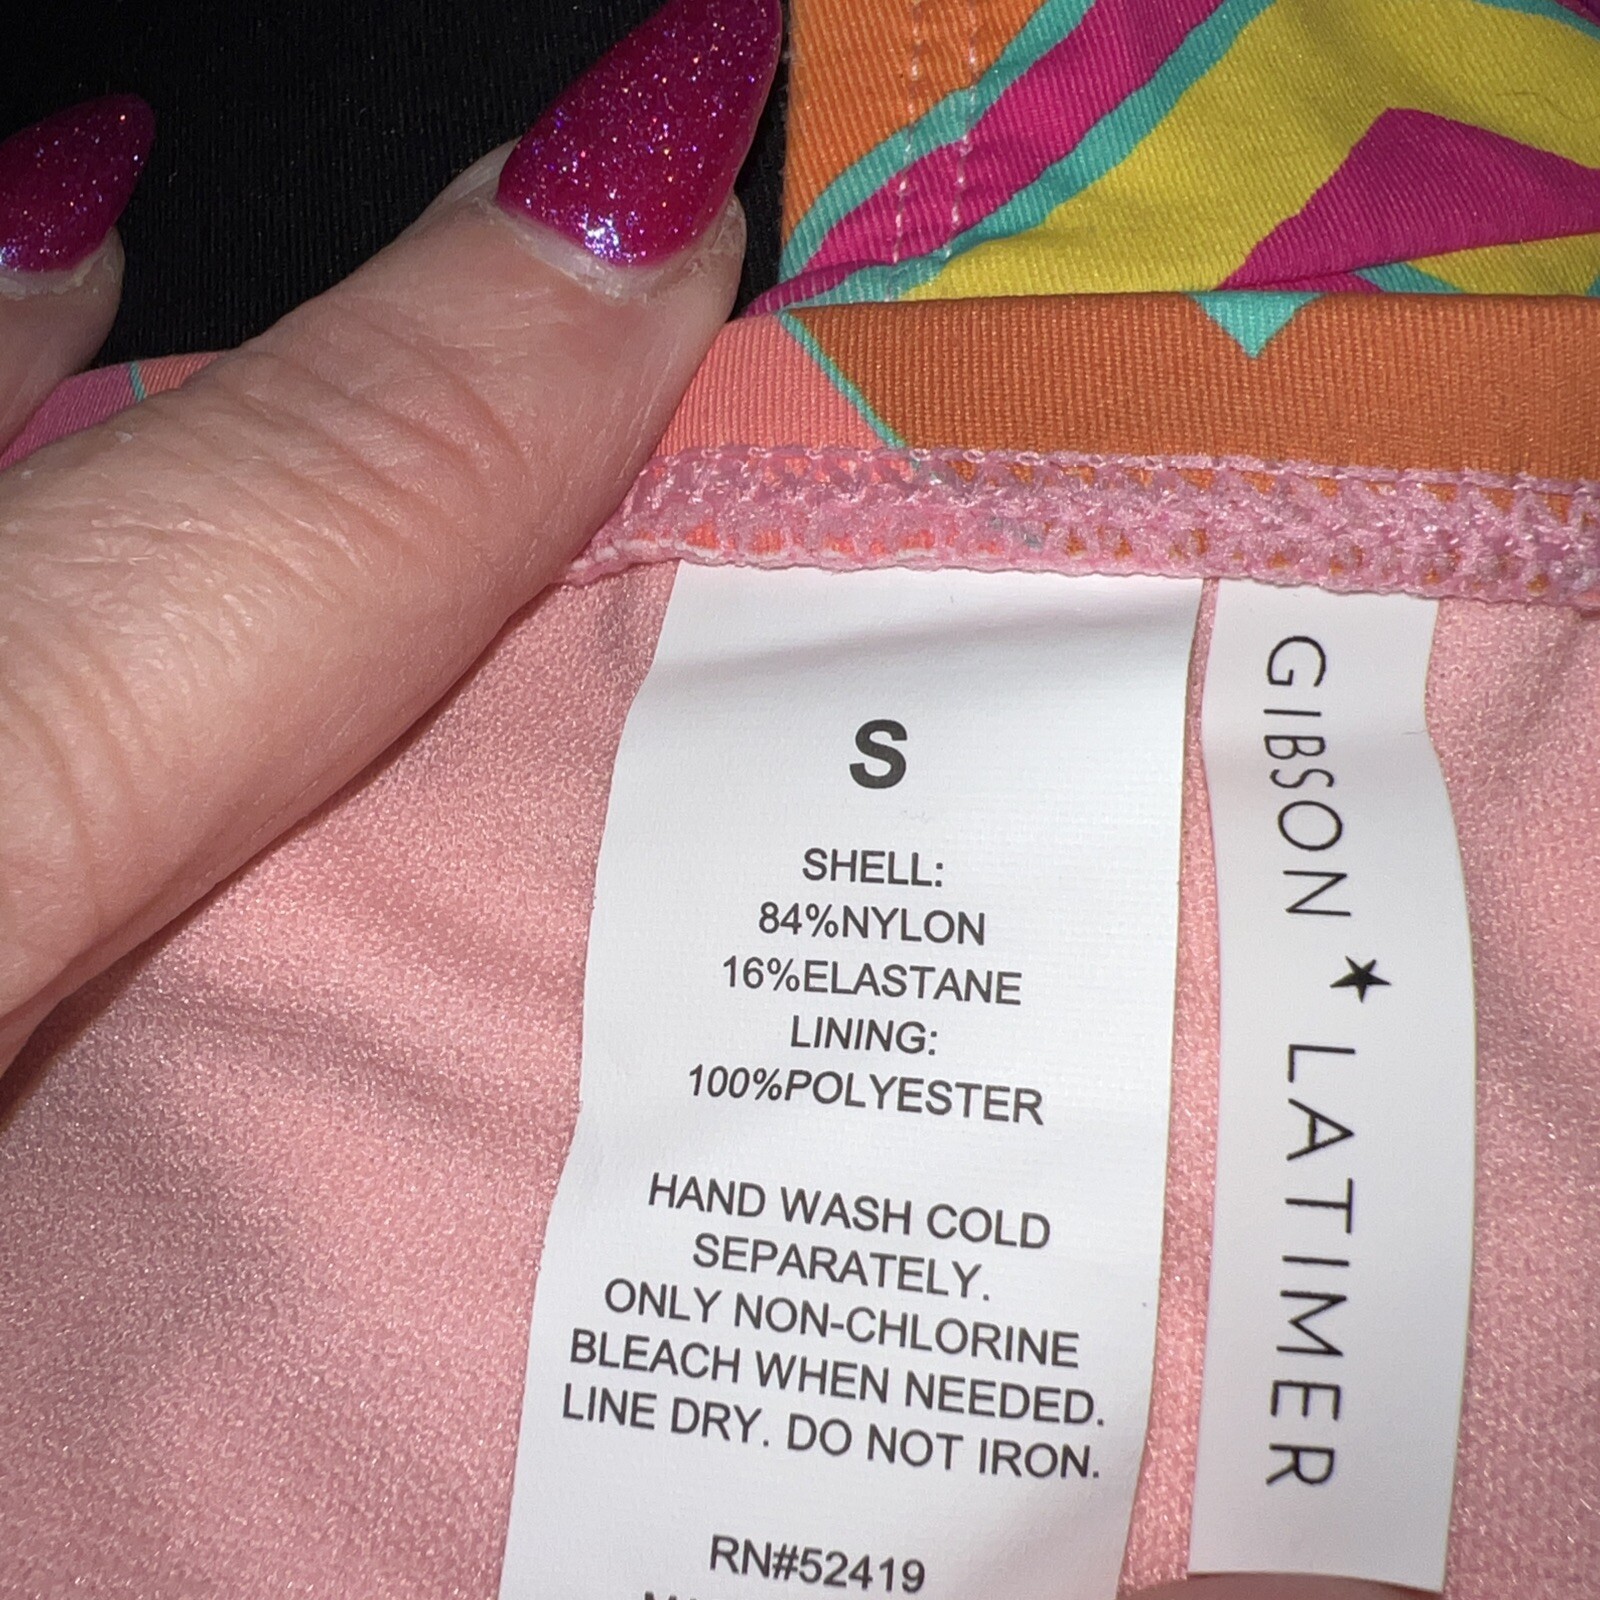 S
SHELL:
84%NYLON
16%ELASTANE
LINING:
100%POLYESTER
HAND WASH COLD
SEPARATELY.
ONLY NON-CHLORINE
BLEACH WHEN NEEDED.
LINE DRY. DO NOT IRON.
RN#52419
GIBSON ★ LATIMER